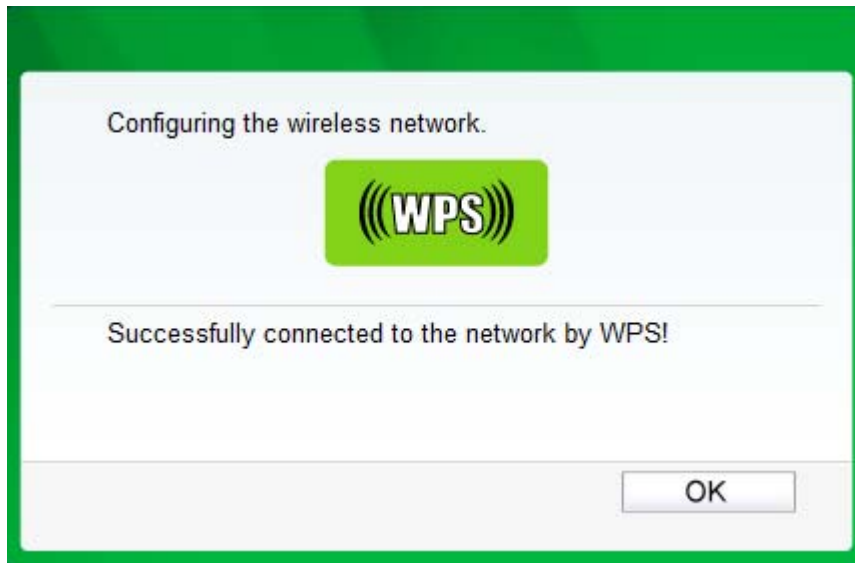 Configuring the wireless network.
(((WPS)))
Successfully connected to the network by WPS!
OK